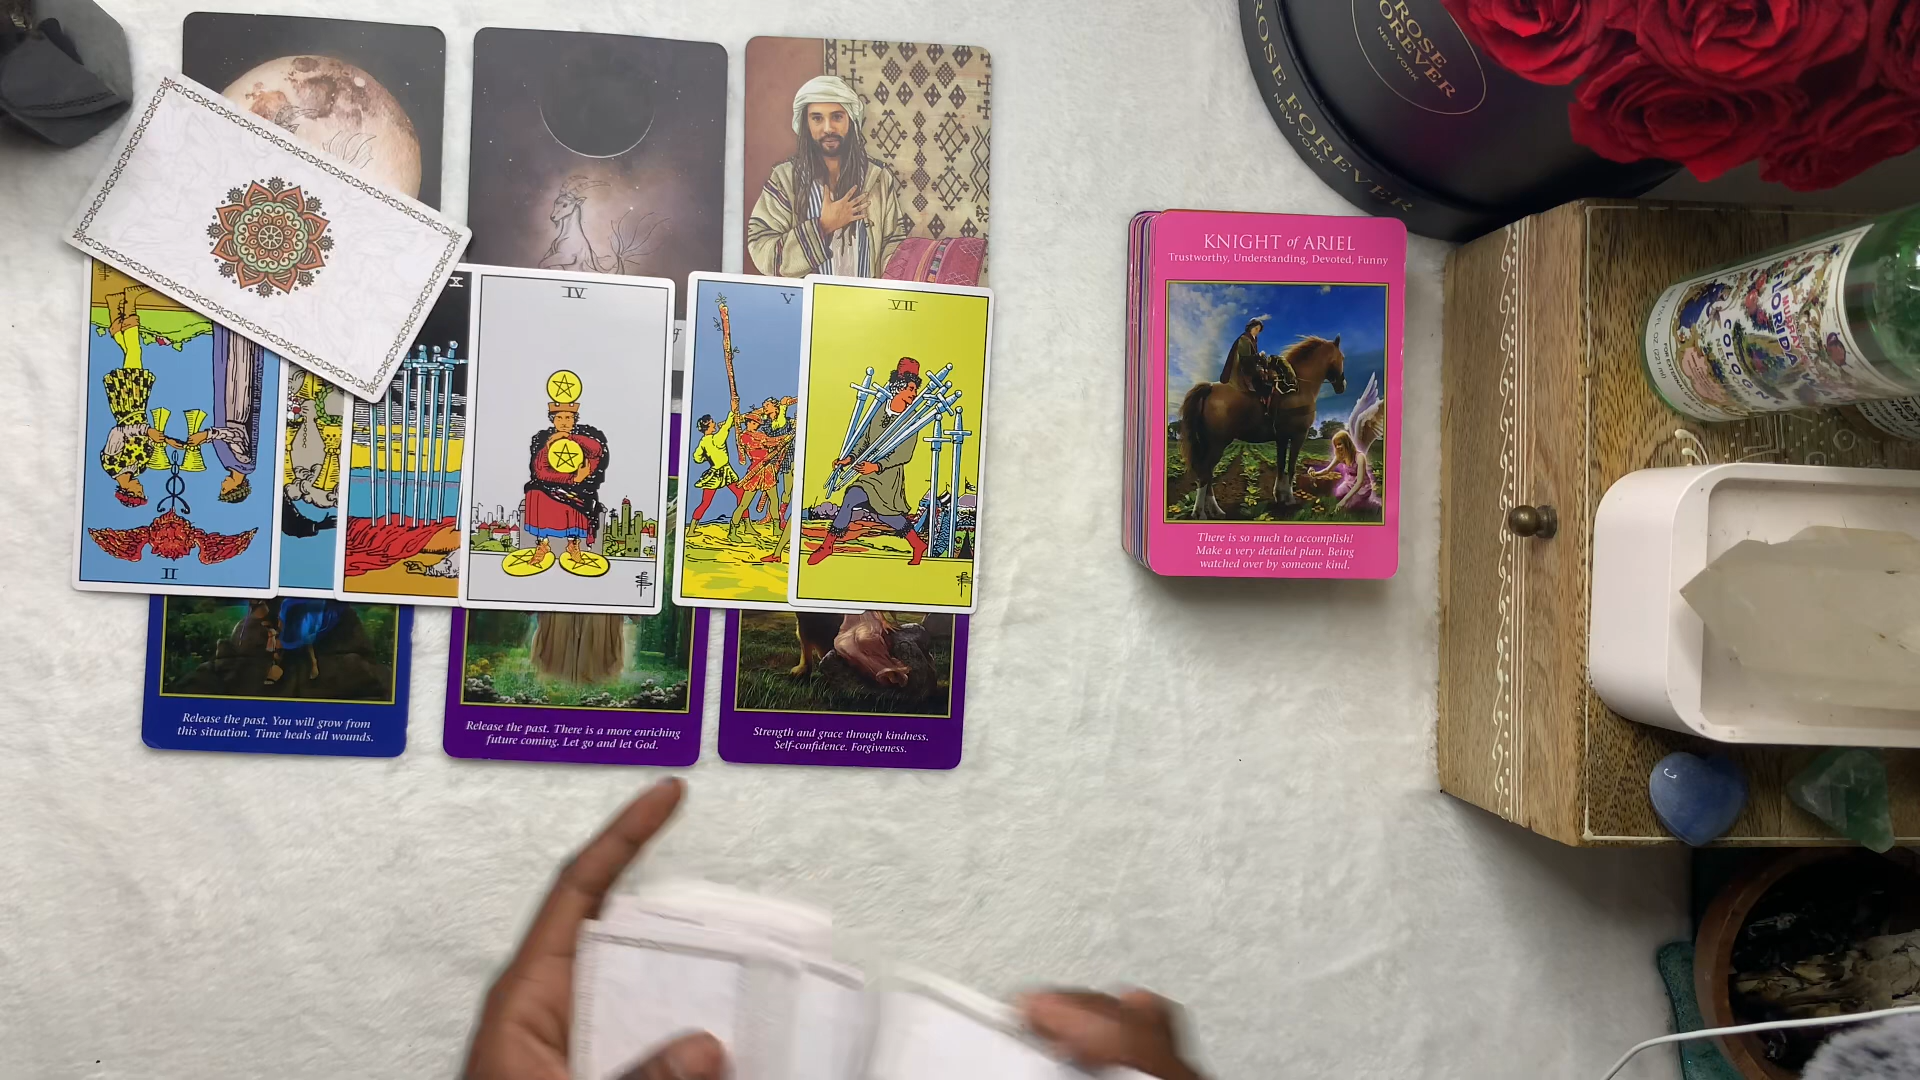 ROSE
FOREVER
NEW YORK
ROSE FOREVER
NEW YORK
KNIGHT of ARIEL
Trustworthy, Understanding, Devoted, Funny
There is so much to accomplish!
Make a very detailed plan. Being
watched over by someone kind.
X
IV
V
VII
II
Release the past. You will grow from
this situation. Time heals all wounds.
Release the past. There is a more enriching
future coming. Let go and let God.
Strength and grace through kindness.
Self-confidence. Forgiveness.
MURRAY
FLORIDA
COLOGN